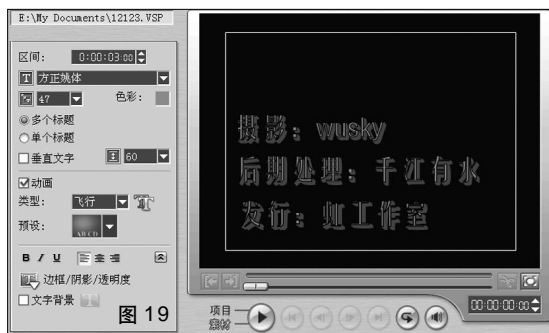 E:\My Documents\12123.VSP
区间: 0:00:03:00
T 方正姚体
47 色彩:
多个标题
单个标题
垂直文字 60
动画
类型: 飞行
预设: ABCD
B I U
边框/阴影/透明度
文字背景
图 19
摄影: wusky
后期处理: 千江有水
发行: 虹工作室
项目
素材
00:00:00:00